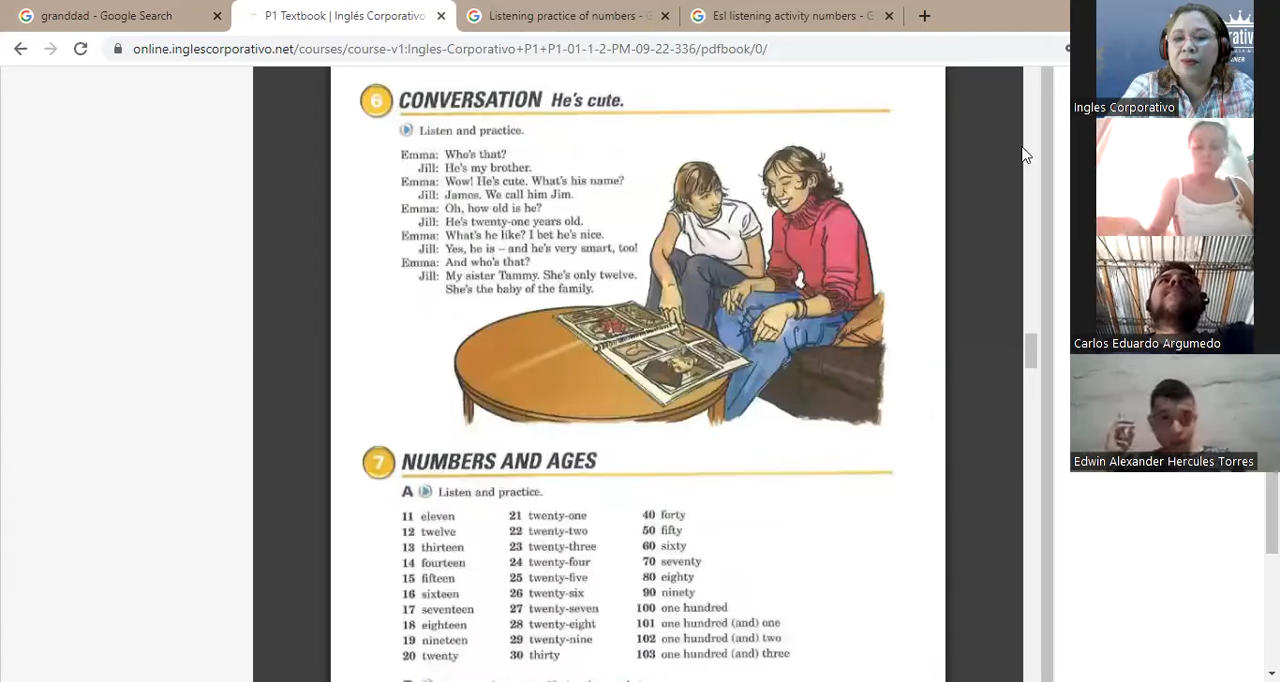 granddad - Google Search
P1 Textbook | Inglés Corporativo
Listening practice of numbers - G
Esl listening activity numbers - G
online.inglescorporativo.net/courses/course-v1:Ingles-Corporativo+P1+P1-01-1-2-PM-09-22-336/pdfbook/0/
6 CONVERSATION He's cute.
Listen and practice.
Emma: Who's that?
Jill: He's my brother.
Emma: Wow! He's cute. What's his name?
Jill: James. We call him Jim.
Emma: Oh, how old is he?
Jill: He's twenty-one years old.
Emma: What's he like? I bet he's nice.
Jill: Yes, he is – and he's very smart, too!
Emma: And who's that?
Jill: My sister Tammy. She's only twelve.
She's the baby of the family.
7 NUMBERS AND AGES
A Listen and practice.
11 eleven 21 twenty-one 40 forty
12 twelve 22 twenty-two 50 fifty
13 thirteen 23 twenty-three 60 sixty
14 fourteen 24 twenty-four 70 seventy
15 fifteen 25 twenty-five 80 eighty
16 sixteen 26 twenty-six 90 ninety
17 seventeen 27 twenty-seven 100 one hundred
18 eighteen 28 twenty-eight 101 one hundred (and) one
19 nineteen 29 twenty-nine 102 one hundred (and) two
20 twenty 30 thirty 103 one hundred (and) three
Ingles Corporativo
Carlos Eduardo Argumedo
Edwin Alexander Hercules Torres